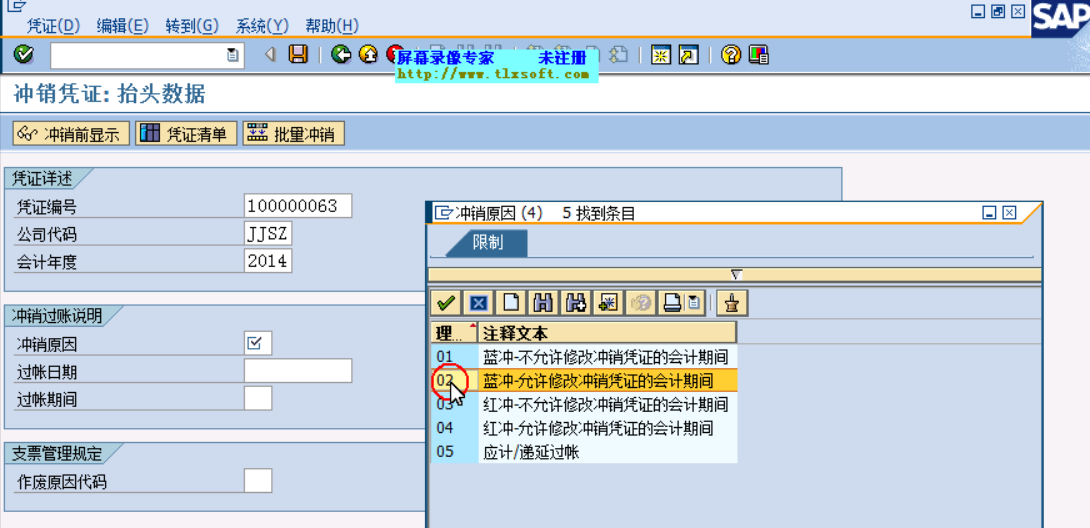 凭证(D) 编辑(E) 转到(G) 系统(Y) 帮助(H)
SAP
屏幕录像专家 未注册
http://www.tlxsoft.com
冲销凭证: 抬头数据
冲销前显示 凭证清单 批量冲销
凭证详述
凭证编号 100000063
公司代码 JJSZ
会计年度 2014
冲销过账说明
冲销原因
过帐日期
过帐期间
支票管理规定
作废原因代码
冲销原因 (4) 5 找到条目
限制
理... 注释文本
01 蓝冲-不允许修改冲销凭证的会计期间
02 蓝冲-允许修改冲销凭证的会计期间
03 红冲-不允许修改冲销凭证的会计期间
04 红冲-允许修改冲销凭证的会计期间
05 应计/递延过帐